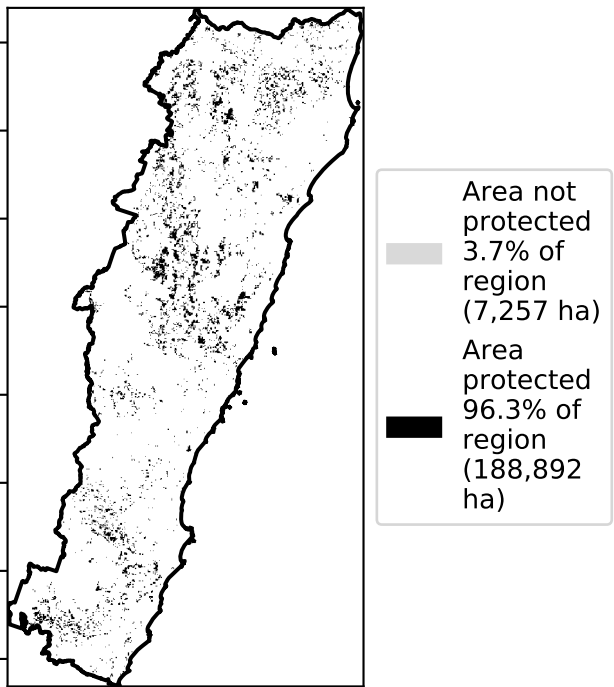 Area not
protected
3.7% of
region
(7,257 ha)
Area
protected
96.3% of
region
(188,892
ha)